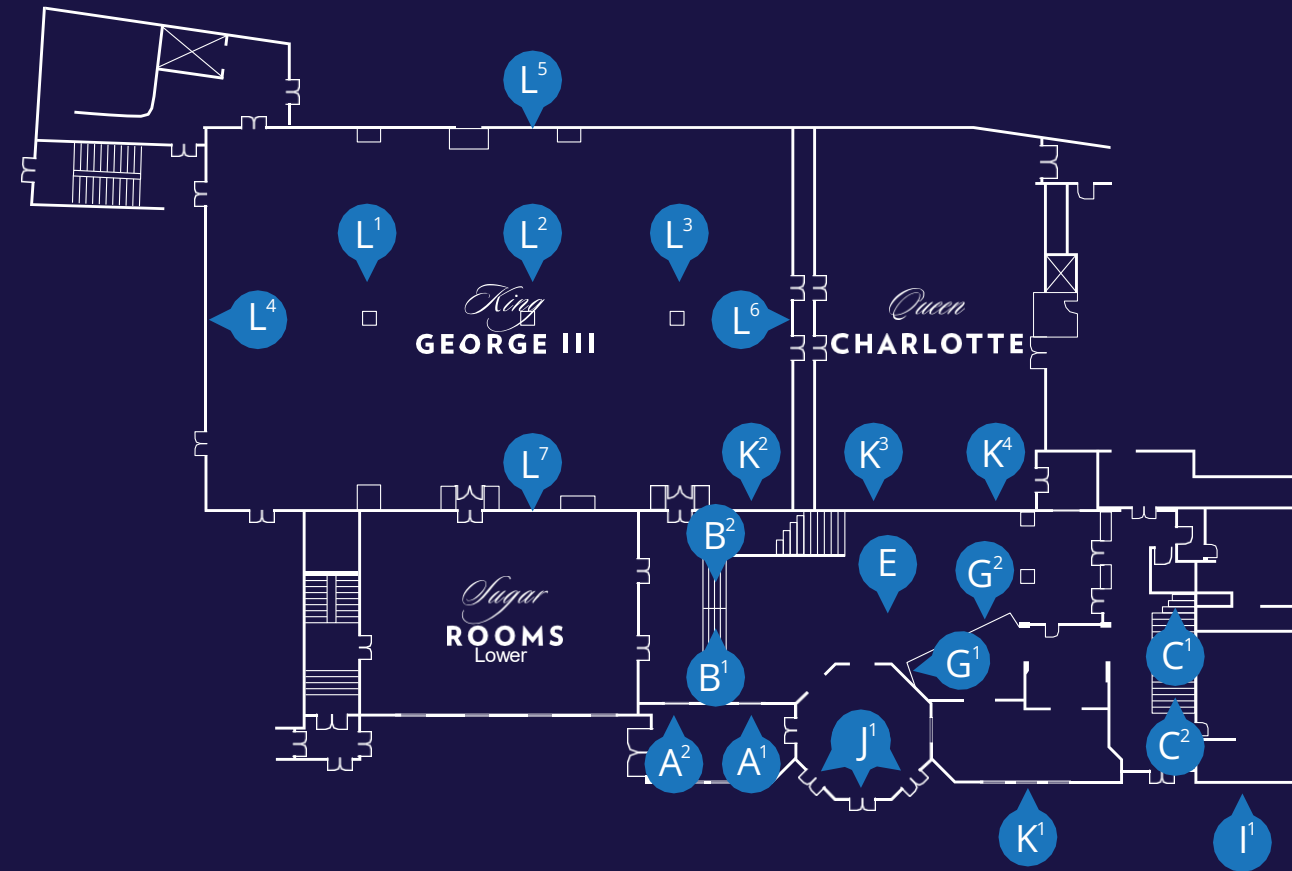 L5
L1
L2
L3
L4
King
GEORGE III
L6
Queen
CHARLOTTE
L7
K2
K3
K4
B2
E
G2
Sugar
ROOMS
Lower
B1
G1
C1
A2
A1
J1
C2
K1
I1